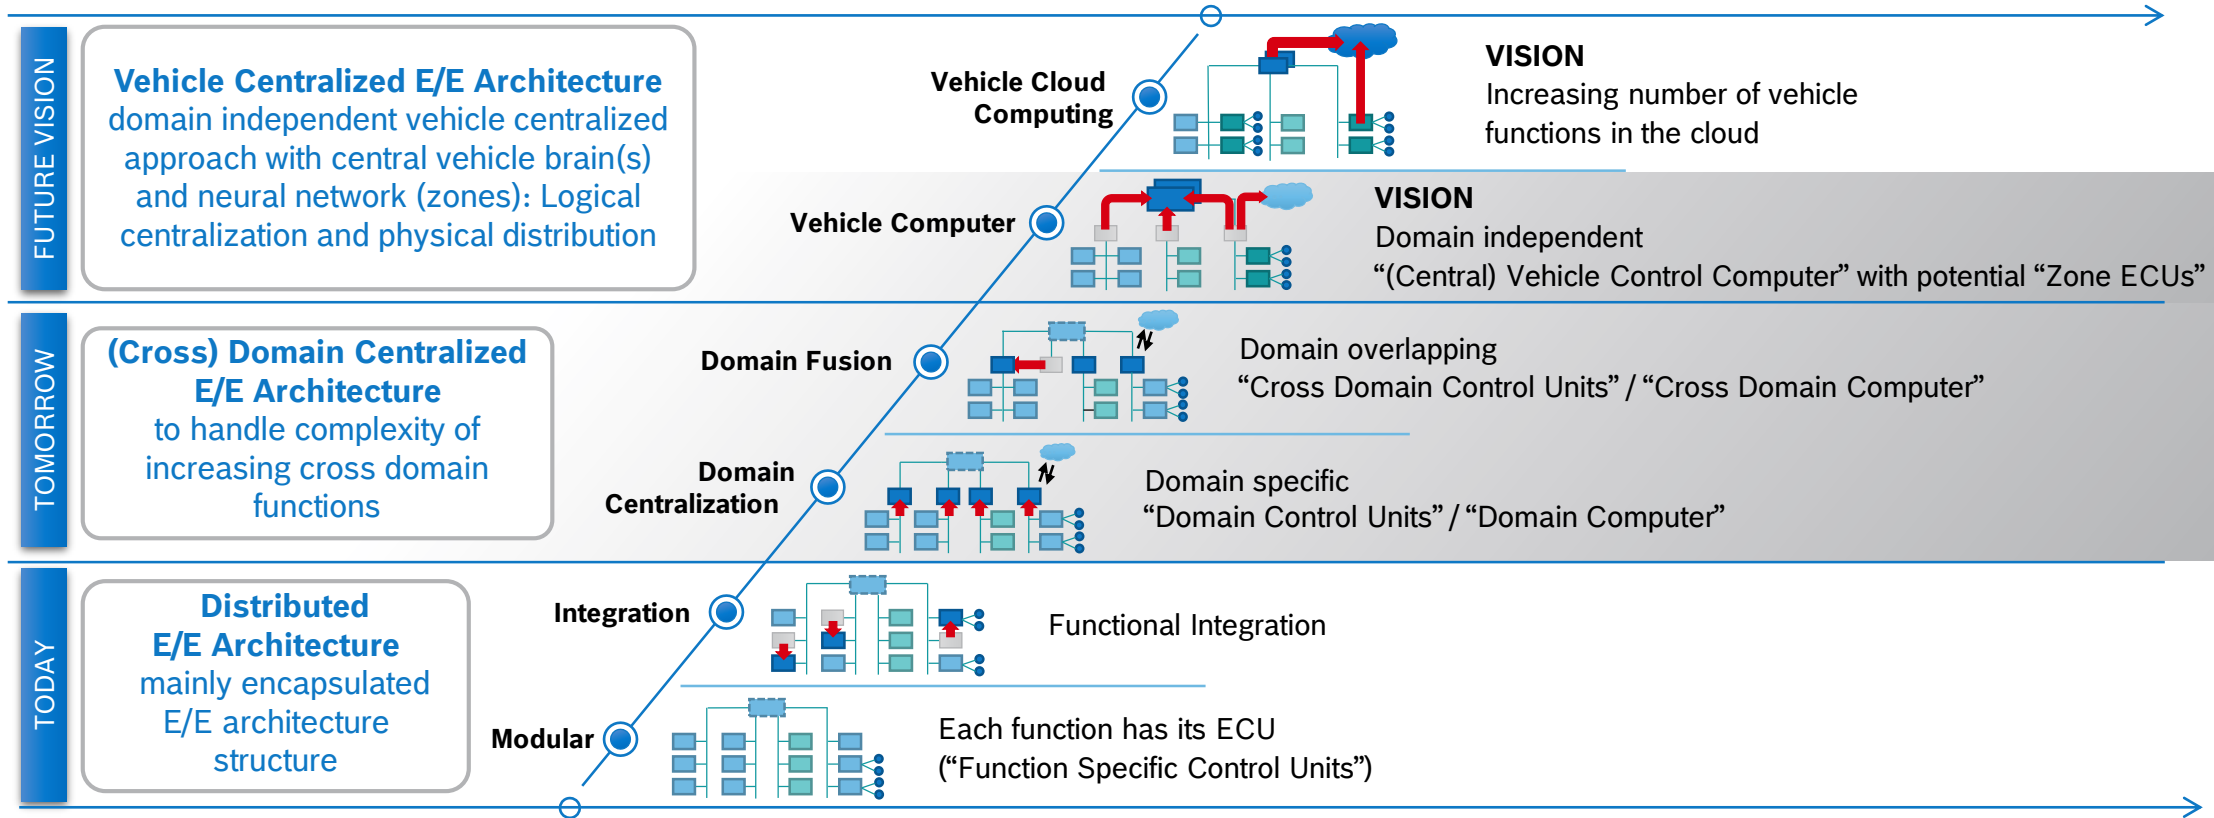 FUTURE VISION
Vehicle Centralized E/E Architecture
domain independent vehicle centralized
approach with central vehicle brain(s)
and neural network (zones): Logical
centralization and physical distribution
Vehicle Cloud
Computing
VISION
Increasing number of vehicle
functions in the cloud
Vehicle Computer
VISION
Domain independent
“(Central) Vehicle Control Computer” with potential “Zone ECUs”
TOMORROW
(Cross) Domain Centralized
E/E Architecture
to handle complexity of
increasing cross domain
functions
Domain Fusion
Domain overlapping
“Cross Domain Control Units” / “Cross Domain Computer”
Domain
Centralization
Domain specific
“Domain Control Units” / “Domain Computer”
TODAY
Distributed
E/E Architecture
mainly encapsulated
E/E architecture
structure
Integration
Functional Integration
Modular
Each function has its ECU
(“Function Specific Control Units”)